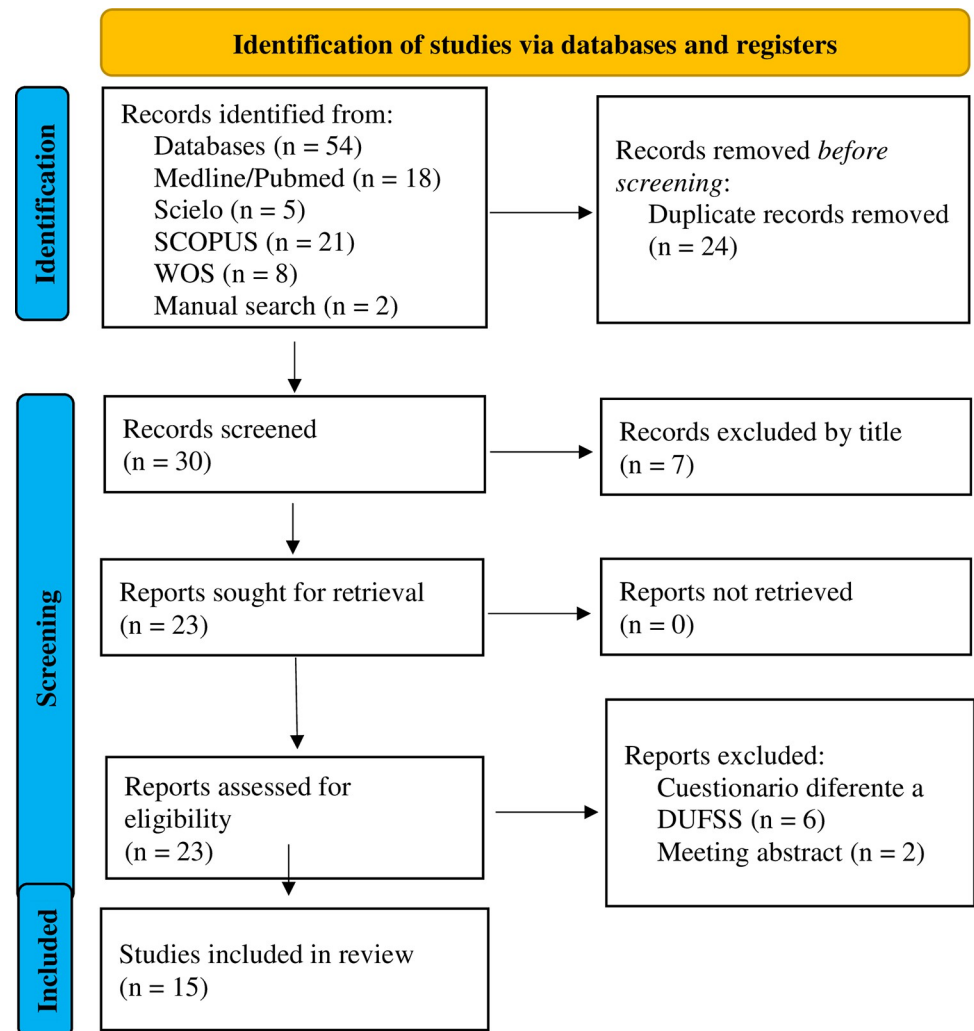 Identification of studies via databases and registers
Identification
Records identified from:
Databases (n = 54)
Medline/Pubmed (n = 18)
Scielo (n = 5)
SCOPUS (n = 21)
WOS (n = 8)
Manual search (n = 2)
Records removed before
screening:
Duplicate records removed
(n = 24)
Screening
Records screened
(n = 30)
Records excluded by title
(n = 7)
Reports sought for retrieval
(n = 23)
Reports not retrieved
(n = 0)
Reports assessed for
eligibility
(n = 23)
Reports excluded:
Cuestionario diferente a
DUFSS (n = 6)
Meeting abstract (n = 2)
Included
Studies included in review
(n = 15)